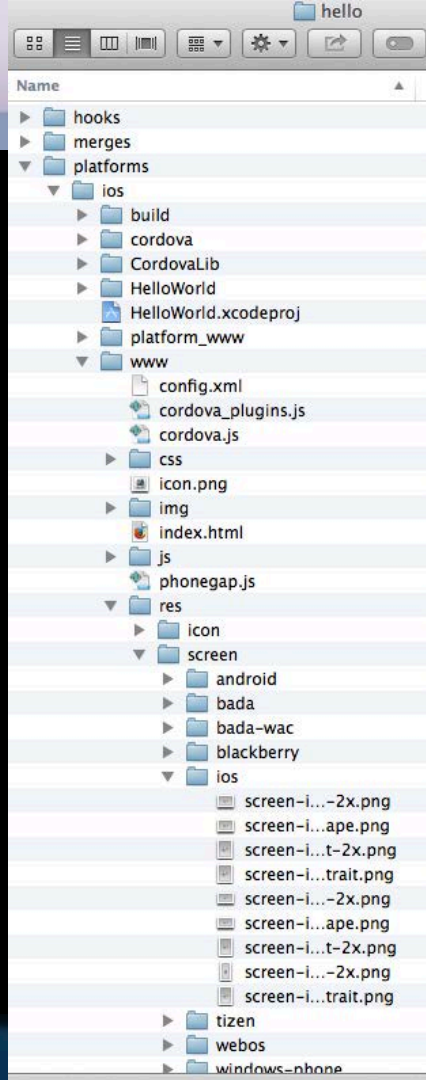 hello
Name
hooks
merges
platforms
ios
build
cordova
CordovaLib
HelloWorld
HelloWorld.xcodeproj
platform_www
www
config.xml
cordova_plugins.js
cordova.js
css
icon.png
img
index.html
js
phonegap.js
res
icon
screen
android
bada
bada-wac
blackberry
ios
screen-i...-2x.png
screen-i...ape.png
screen-i...t-2x.png
screen-i...trait.png
screen-i...-2x.png
screen-i...ape.png
screen-i...t-2x.png
screen-i...-2x.png
screen-i...trait.png
tizen
webos
windows-phone